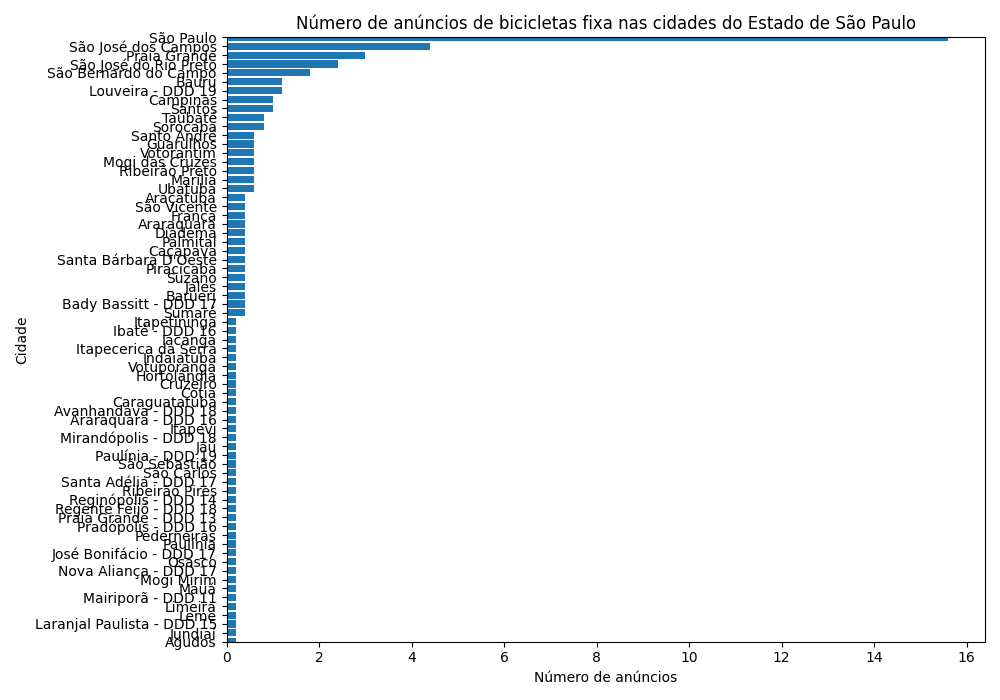 Número de anúncios de bicicletas fixa nas cidades do Estado de São Paulo
São Paulo
São José dos Campos
Praia Grande
São José do Rio Preto
São Bernardo do Campo
Bauru
Louveira - DDD 19
Campinas
Santos
Taubaté
Sorocaba
Santo André
Guarulhos
Votorantim
Mogi das Cruzes
Ribeirão Preto
Marília
Ubatuba
Araçatuba
São Vicente
Franca
Araraquara
Diadema
Palmital
Caçapava
Santa Bárbara D'Oeste
Piracicaba
Suzano
Jales
Barueri
Bady Bassitt - DDD 17
Sumaré
Itapetininga
Ibaté - DDD 16
Iacanga
Itapecerica da Serra
Indaiatuba
Votuporanga
Hortolândia
Cruzeiro
Cotia
Caraguatatuba
Avanhandava - DDD 18
Araraquara - DDD 16
Itapevi
Mirandópolis - DDD 18
Jaú
Paulínia - DDD 19
São Sebastião
São Carlos
Santa Adélia - DDD 17
Ribeirão Pires
Reginópolis - DDD 14
Regente Feijó - DDD 18
Praia Grande - DDD 13
Pradópolis - DDD 16
Pederneiras
Paulínia
José Bonifácio - DDD 17
Osasco
Nova Aliança - DDD 17
Mogi Mirim
Mauá
Mairiporã - DDD 11
Limeira
Leme
Laranjal Paulista - DDD 15
Jundiaí
Agudos
Cidade
0 2 4 6 8 10 12 14 16
Número de anúncios